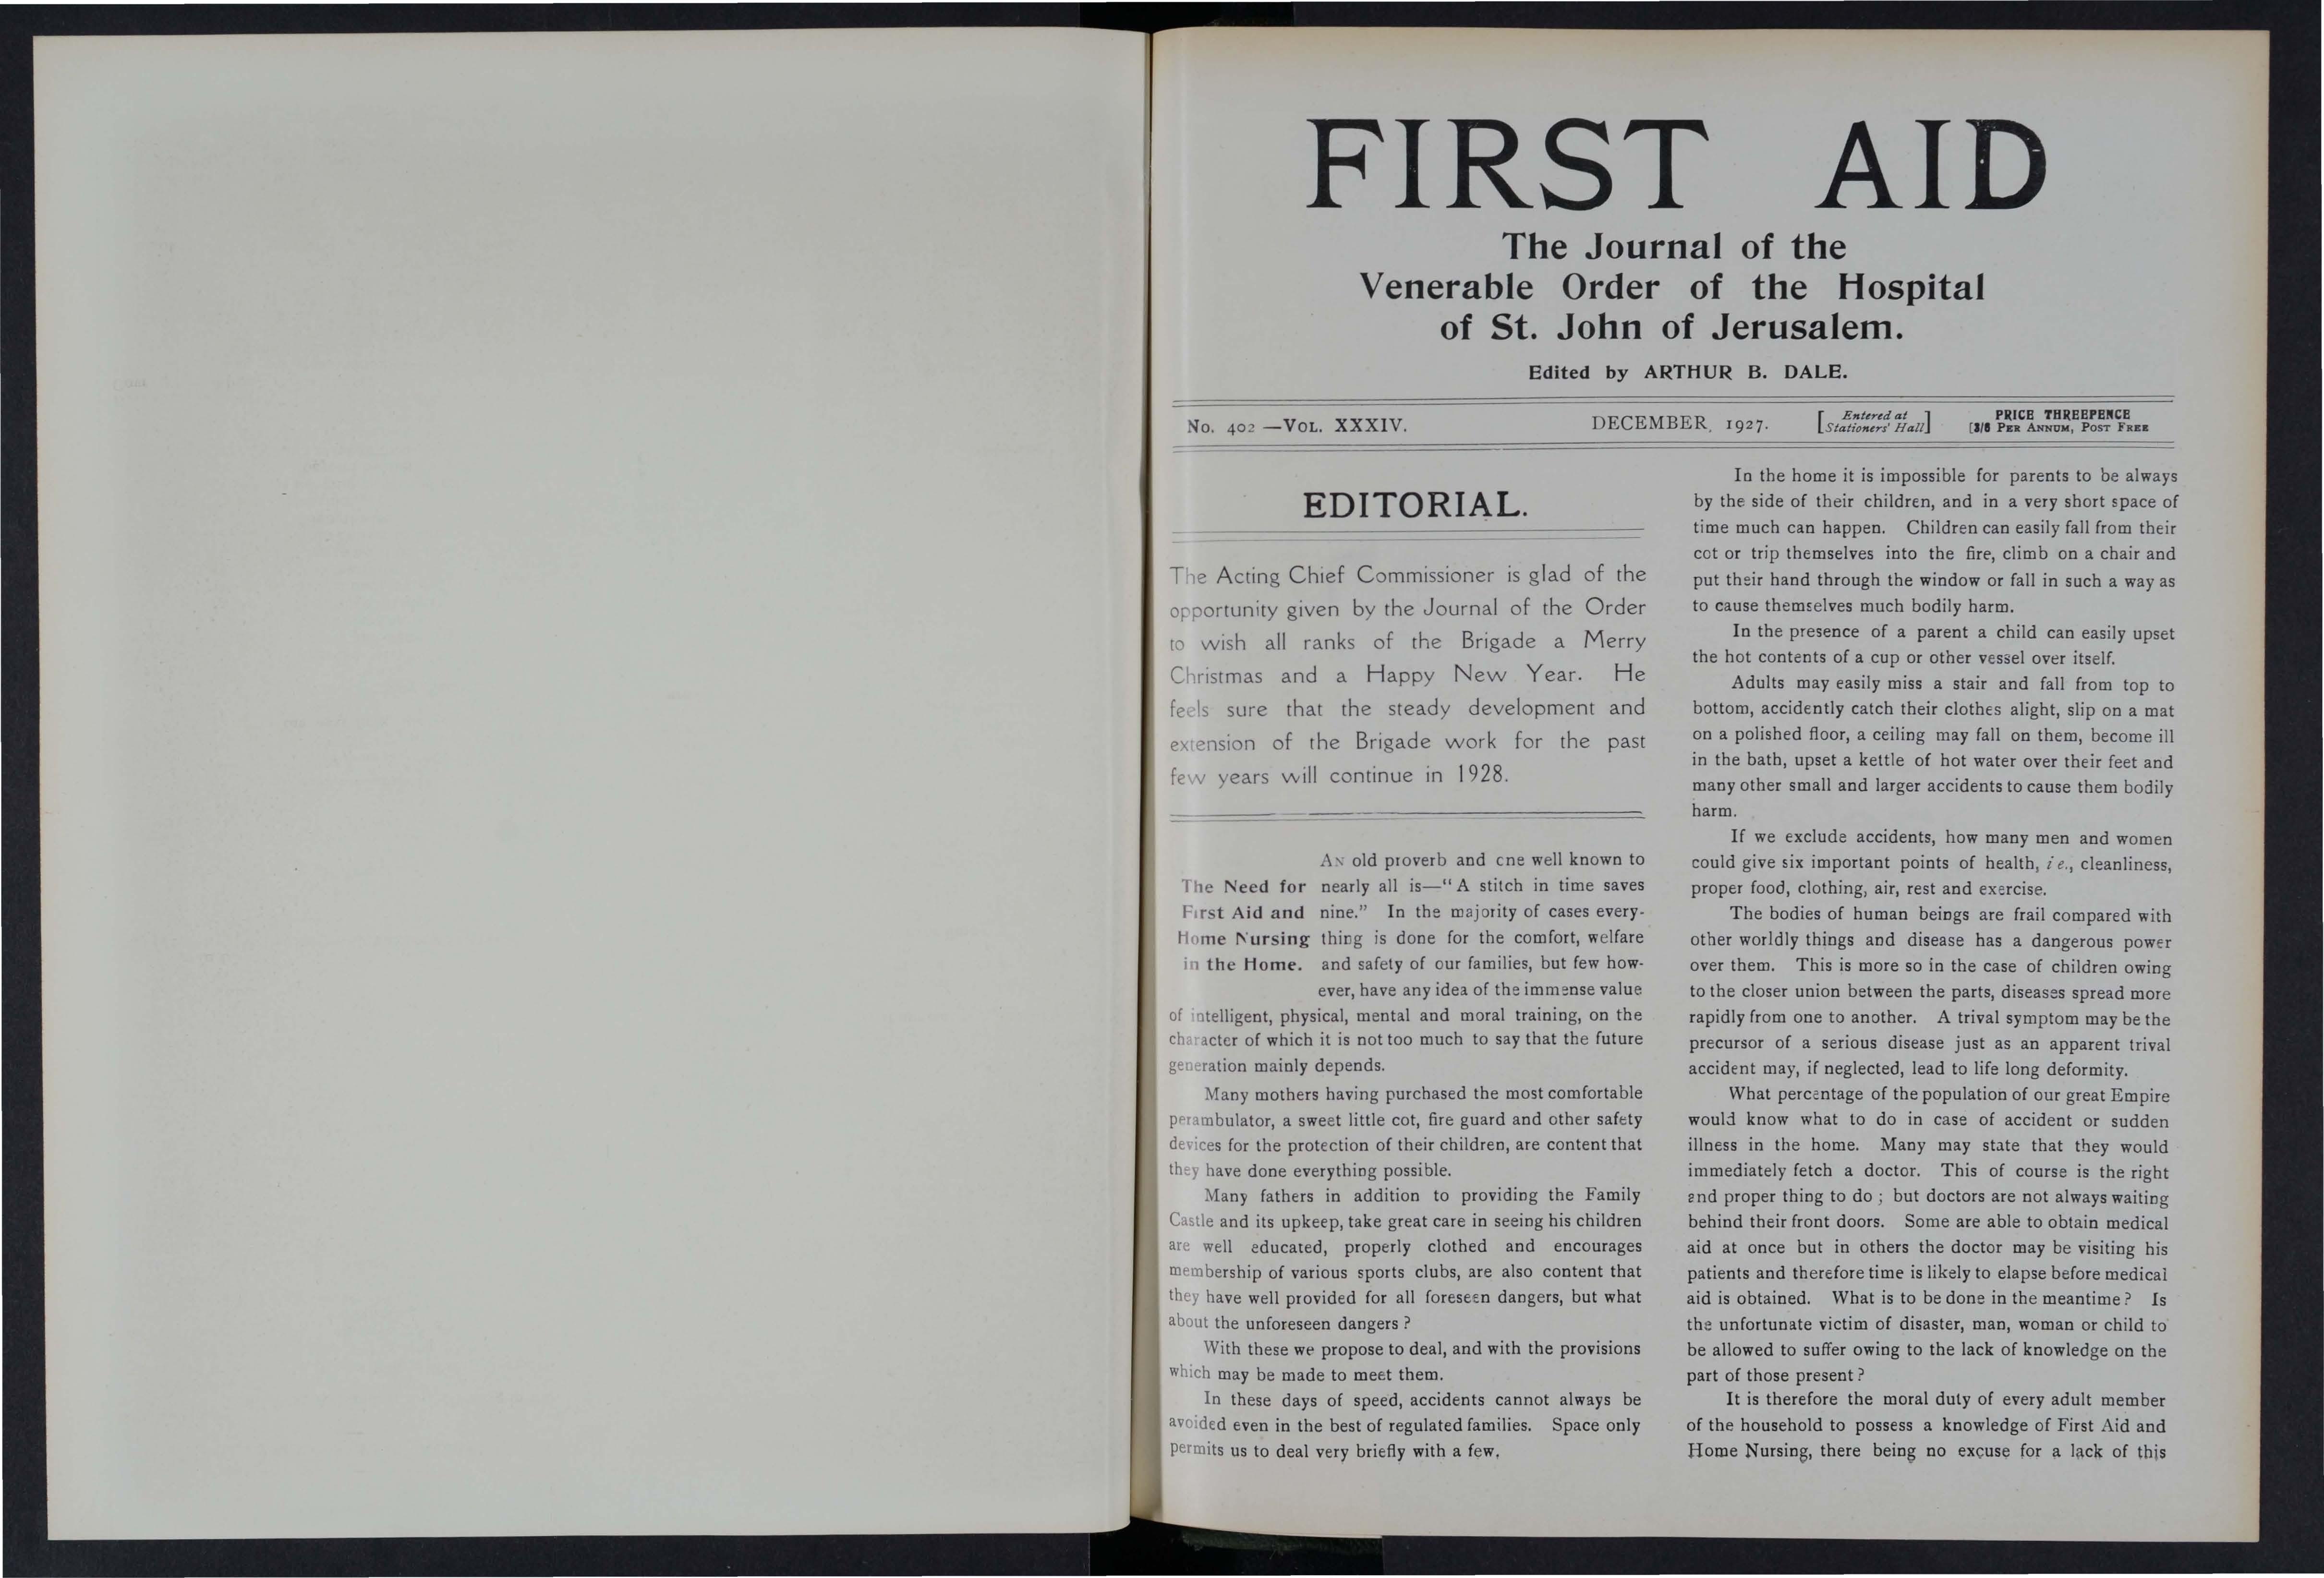 FIRST AID
The Journal of the
Venerable Order of the Hospital
of St. John of Jerusalem.
Edited by ARTHUR B. DALE.
No. 402 —VOL. XXXIV.
DECEMBER, 1927.
[Entered at
Stationers' Hall]
PRICE THREEPENCE
[3/6 PER ANNUM, POST FREE
EDITORIAL.
The Acting Chief Commissioner is glad of the
opportunity given by the Journal of the Order
to wish all ranks of the Brigade a Merry
Christmas and a Happy New Year. He
feels sure that the steady development and
extension of the Brigade work for the past
few years will continue in 1928.
The Need for
First Aid and
Home Nursing
in the Home.
AN old proverb and cne well known to
nearly all is—"A stitch in time saves
nine." In the majority of cases every-
thing is done for the comfort, welfare
and safety of our families, but few how-
ever, have any idea of the immense value
of intelligent, physical, mental and moral training, on the
character of which it is not too much to say that the future
generation mainly depends.
Many mothers having purchased the most comfortable
perambulator, a sweet little cot, fire guard and other safety
devices for the protection of their children, are content that
they have done everything possible.
Many fathers in addition to providing the Family
Castle and its upkeep, take great care in seeing his children
are well educated, properly clothed and encourages
membership of various sports clubs, are also content that
they have well provided for all foreseen dangers, but what
about the unforeseen dangers ?
With these we propose to deal, and with the provisions
which may be made to meet them.
In these days of speed, accidents cannot always be
avoided even in the best of regulated families. Space only
permits us to deal very briefly with a few.
In the home it is impossible for parents to be always
by the side of their children, and in a very short space of
time much can happen. Children can easily fall from their
cot or trip themselves into the fire, climb on a chair and
put their hand through the window or fall in such a way as
to cause themselves much bodily harm.
In the presence of a parent a child can easily upset
the hot contents of a cup or other vessel over itself.
Adults may easily miss a stair and fall from top to
bottom, accidently catch their clothes alight, slip on a mat
on a polished floor, a ceiling may fall on them, become ill
in the bath, upset a kettle of hot water over their feet and
many other small and larger accidents to cause them bodily
harm.
If we exclude accidents, how many men and women
could give six important points of health, i e., cleanliness,
proper food, clothing, air, rest and exercise.
The bodies of human beings are frail compared with
other worldly things and disease has a dangerous power
over them. This is more so in the case of children owing
to the closer union between the parts, diseases spread more
rapidly from one to another. A trival symptom may be the
precursor of a serious disease just as an apparent trival
accident may, if neglected, lead to life long deformity.
What percentage of the population of our great Empire
would know what to do in case of accident or sudden
illness in the home. Many may state that they would
immediately fetch a doctor. This of course is the right
and proper thing to do ; but doctors are not always waiting
behind their front doors. Some are able to obtain medical
aid at once but in others the doctor may be visiting his
patients and therefore time is likely to elapse before medical
aid is obtained. What is to be done in the meantime ? Is
the unfortunate victim of disaster, man, woman or child to
be allowed to suffer owing to the lack of knowledge on the
part of those present ?
It is therefore the moral duty of every adult member
of the household to possess a knowledge of First Aid and
Home Nursing, there being no excuse for a lack of this